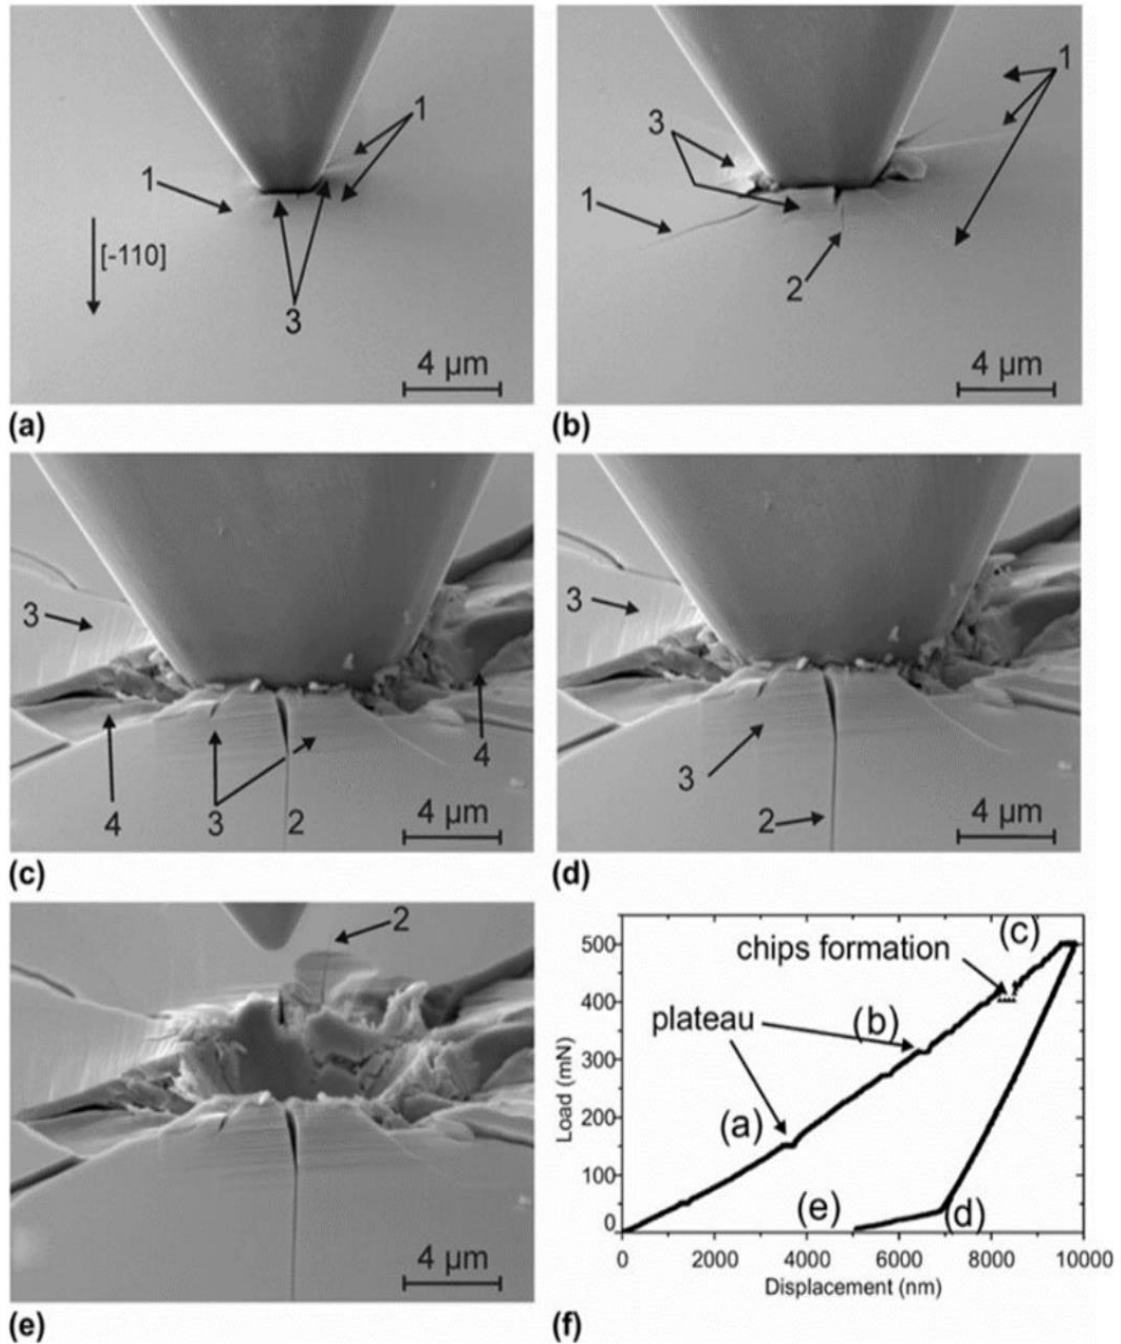 1
1
[-110]
3
4 µm
(a)
1
3
1
2
4 µm
(b)
3
4
3
2
4
4 µm
(c)
3
3
2
4 µm
(d)
2
4 µm
(e)
500
400
300
200
100
0
Load (mN)
chips formation
(c)
plateau
(b)
(a)
(e)
(d)
0 2000 4000 6000 8000 10000
Displacement (nm)
(f)